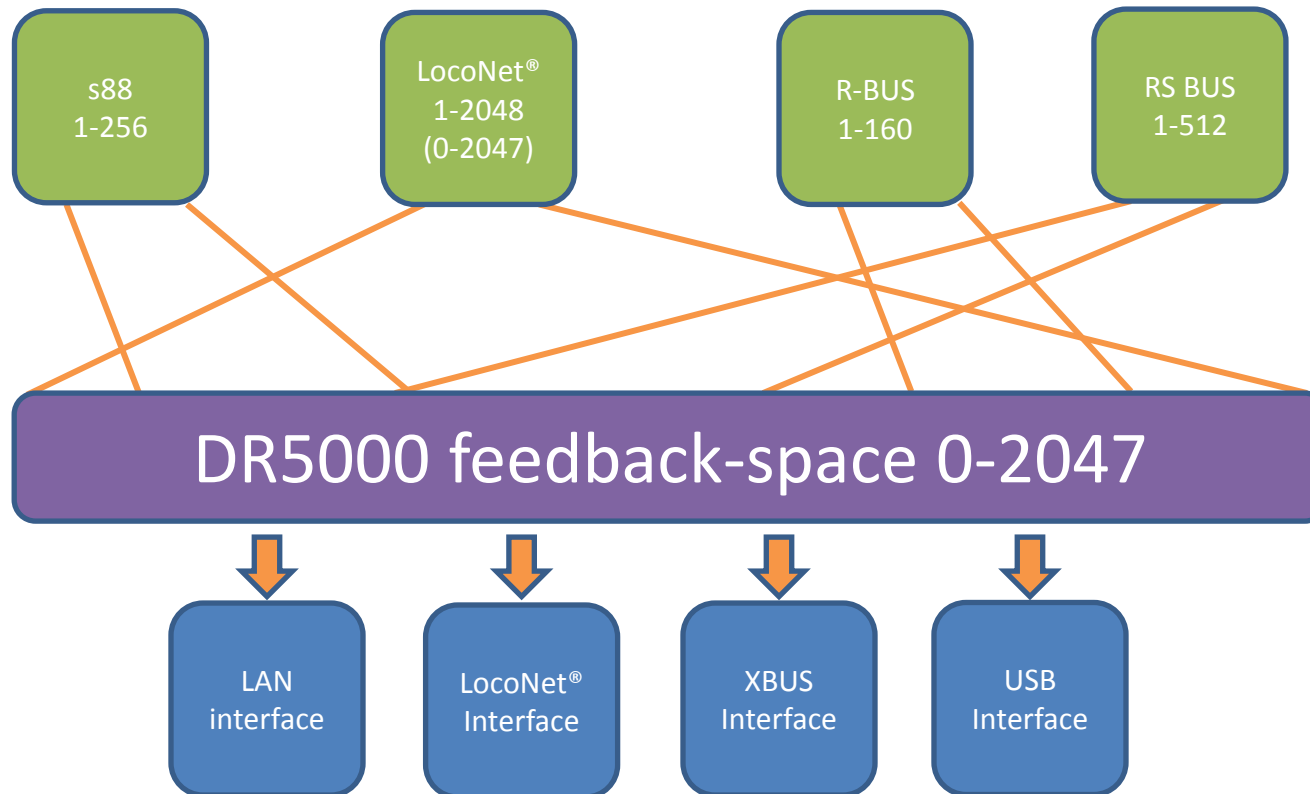 s88
1-256
LocoNet®
1-2048
(0-2047)
R-BUS
1-160
RS BUS
1-512
DR5000 feedback-space 0-2047
LAN
interface
LocoNet®
Interface
XBUS
Interface
USB
Interface